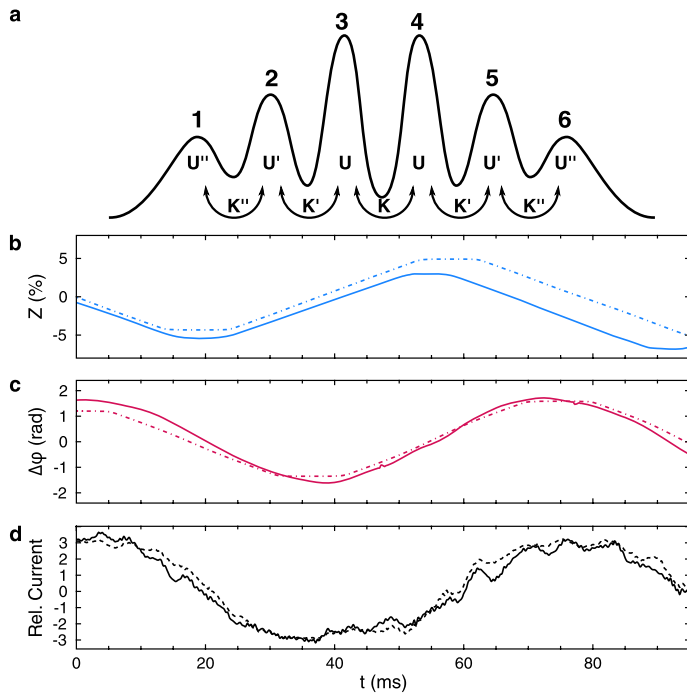 a
1 2 3 4 5 6
U'' U' U U U' U''
K'' K' K K' K''
b
Z (%)
5
0
-5
c
Δφ (rad)
2
1
0
-1
-2
d
Rel. Current
3
2
1
0
-1
-2
-3
0 20 40 60 80
t (ms)